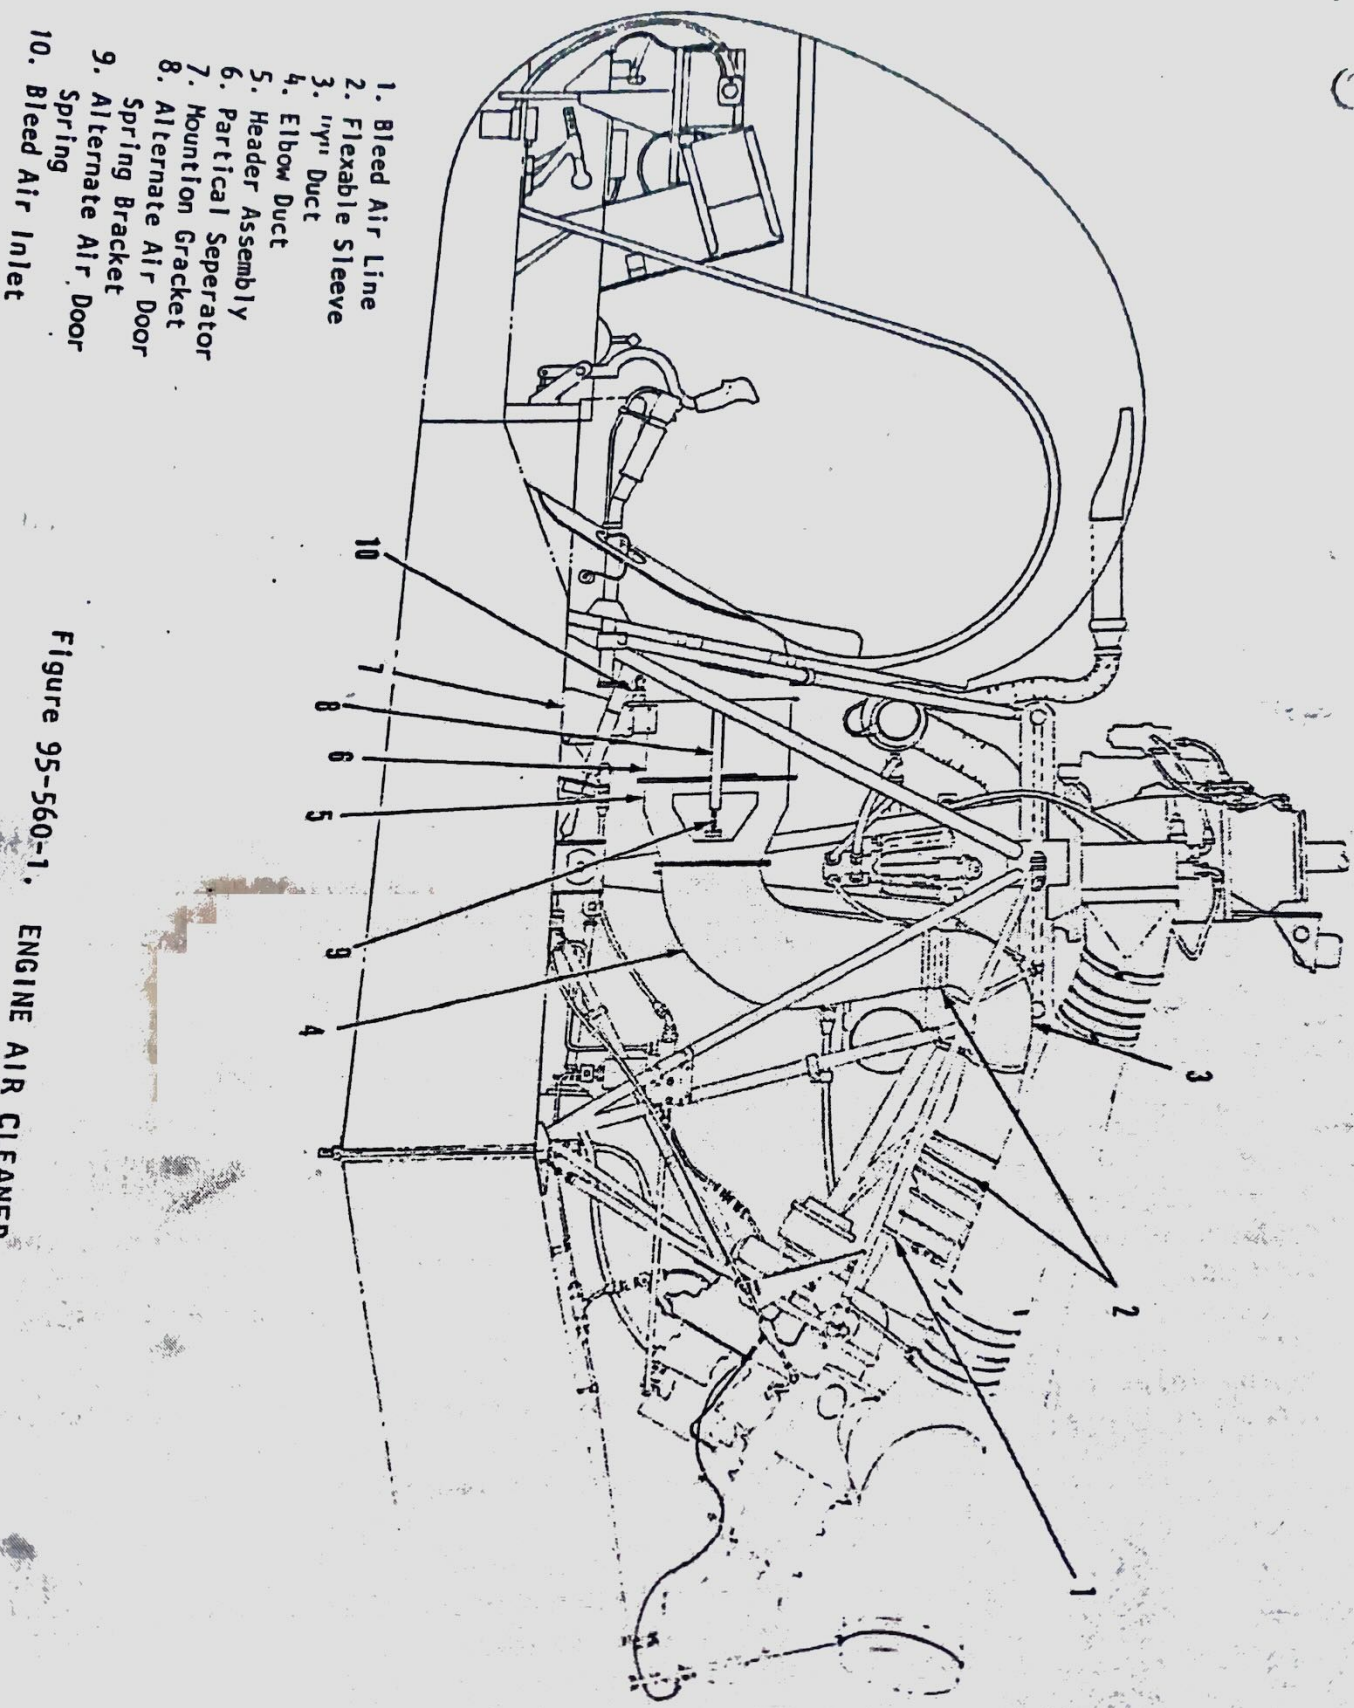 1. Bleed Air Line
2. Flexable Sleeve
3. "Y" Duct
4. Elbow Duct
5. Header Assembly
6. Partical Seperator
7. Mountion Gracket
8. Alternate Air Door
Spring Bracket
9. Alternate Air Door
Spring
10. Bleed Air Inlet
10
7
8
6
5
9
4
3
2
1
Figure 95-560-1. ENGINE AIR CLEANER